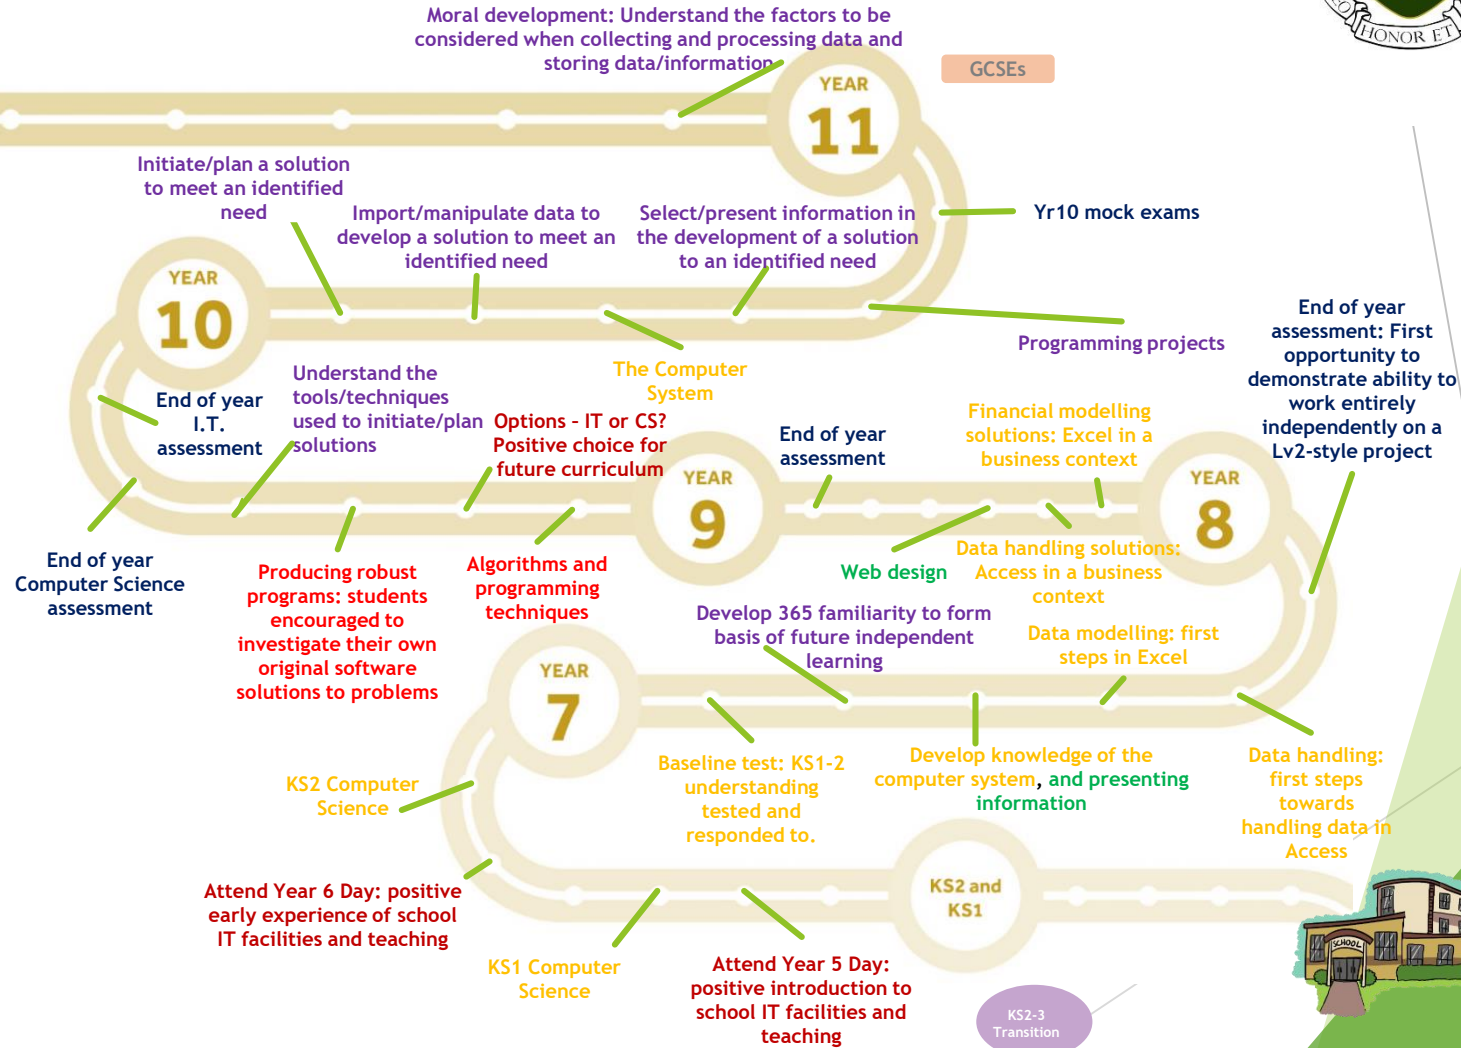 Moral development: Understand the factors to be
considered when collecting and processing data and
storing data/information
HONOR ET
GCSEs
YEAR
11
Initiate/plan a solution
to meet an identified
need
Import/manipulate data to
develop a solution to meet an
identified need
Select/present information in
the development of a solution
to an identified need
Yr10 mock exams
YEAR
10
The Computer
System
Programming projects
End of year
assessment: First
opportunity to
demonstrate ability to
work entirely
independently on a
Lv2-style project
End of year
I.T.
assessment
Understand the
tools/techniques
used to initiate/plan
solutions
Options – IT or CS?
Positive choice for
future curriculum
End of year
assessment
Financial modelling
solutions: Excel in a
business context
YEAR
9
YEAR
8
End of year
Computer Science
assessment
Producing robust
programs: students
encouraged to
investigate their own
original software
solutions to problems
Algorithms and
programming
techniques
Web design
Data handling solutions:
Access in a business
context
Develop 365 familiarity to form
basis of future independent
learning
Data modelling: first
steps in Excel
YEAR
7
KS2 Computer
Science
Baseline test: KS1-2
understanding
tested and
responded to.
Develop knowledge of the
computer system, and presenting
information
Data handling:
first steps
towards
handling data in
Access
Attend Year 6 Day: positive
early experience of school
IT facilities and teaching
KS2 and
KS1
KS1 Computer
Science
Attend Year 5 Day:
positive introduction to
school IT facilities and
teaching
SCHOOL
KS2-3
Transition